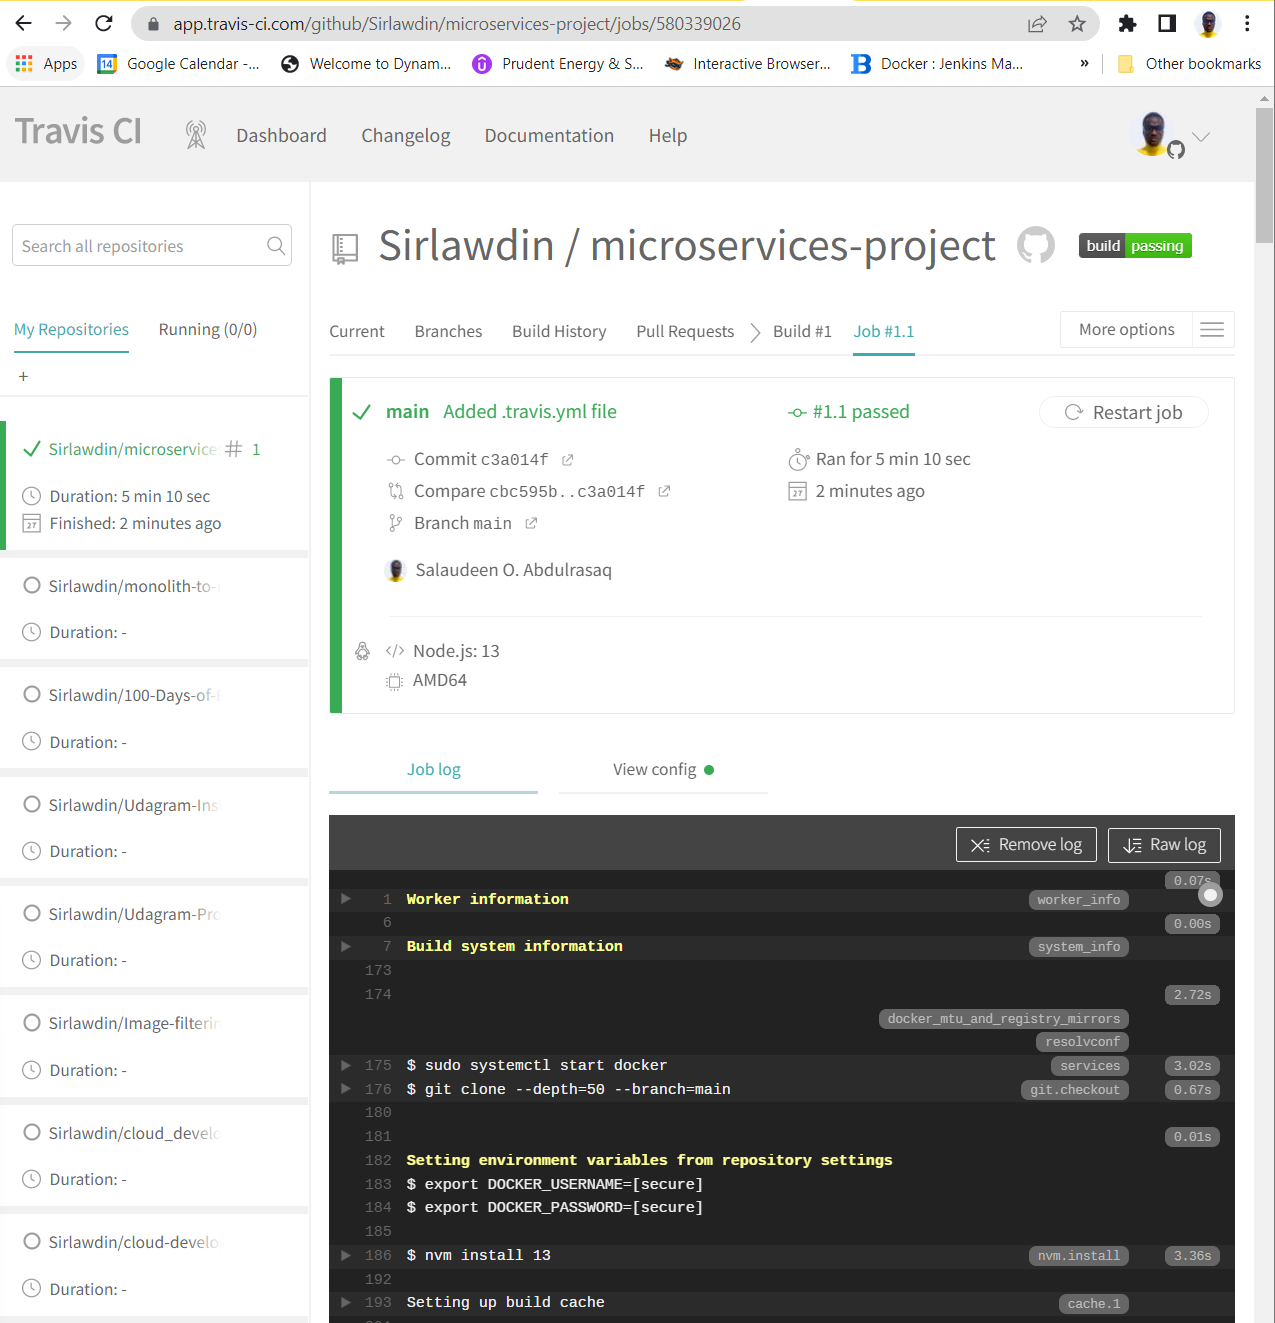 app.travis-ci.com/github/Sirlawdin/microservices-project/jobs/580339026
Apps
14
Google Calendar -...
Welcome to Dynam...
Prudent Energy & S...
Interactive Browser...
B
Docker : Jenkins Ma...
»
Other bookmarks
Travis CI
Dashboard
Changelog
Documentation
Help
Search all repositories
My Repositories
Running (0/0)
+
Sirlawdin/microservice
# 1
Duration: 5 min 10 sec
27
Finished: 2 minutes ago
Sirlawdin/monolith-to-
Duration: -
Sirlawdin/100-Days-of-
Duration: -
Sirlawdin/Udagram-Ins
Duration: -
Sirlawdin/Udagram-Pro
Duration: -
Sirlawdin/Image-filterin
Duration: -
Sirlawdin/cloud_develo
Duration: -
Sirlawdin/cloud-develo
Duration: -
Sirlawdin / microservices-project
build passing
Current
Branches
Build History
Pull Requests
Build #1
Job #1.1
More options
main Added .travis.yml file
#1.1 passed
Restart job
Commit c3a014f
Ran for 5 min 10 sec
Compare cbc595b..c3a014f
27
2 minutes ago
Branch main
Salaudeen O. Abdulrasaq
</> Node.js: 13
AMD64
Job log
View config
Remove log
Raw log
0.07s
1 Worker information worker_info
6 0.00s
7 Build system information system_info
173
174 2.72s
docker_mtu_and_registry_mirrors
resolvconf
175 $ sudo systemctl start docker services 3.02s
176 $ git clone --depth=50 --branch=main git.checkout 0.67s
180
181 0.01s
182 Setting environment variables from repository settings
183 $ export DOCKER_USERNAME=[secure]
184 $ export DOCKER_PASSWORD=[secure]
185
186 $ nvm install 13 nvm.install 3.36s
192
193 Setting up build cache cache.1